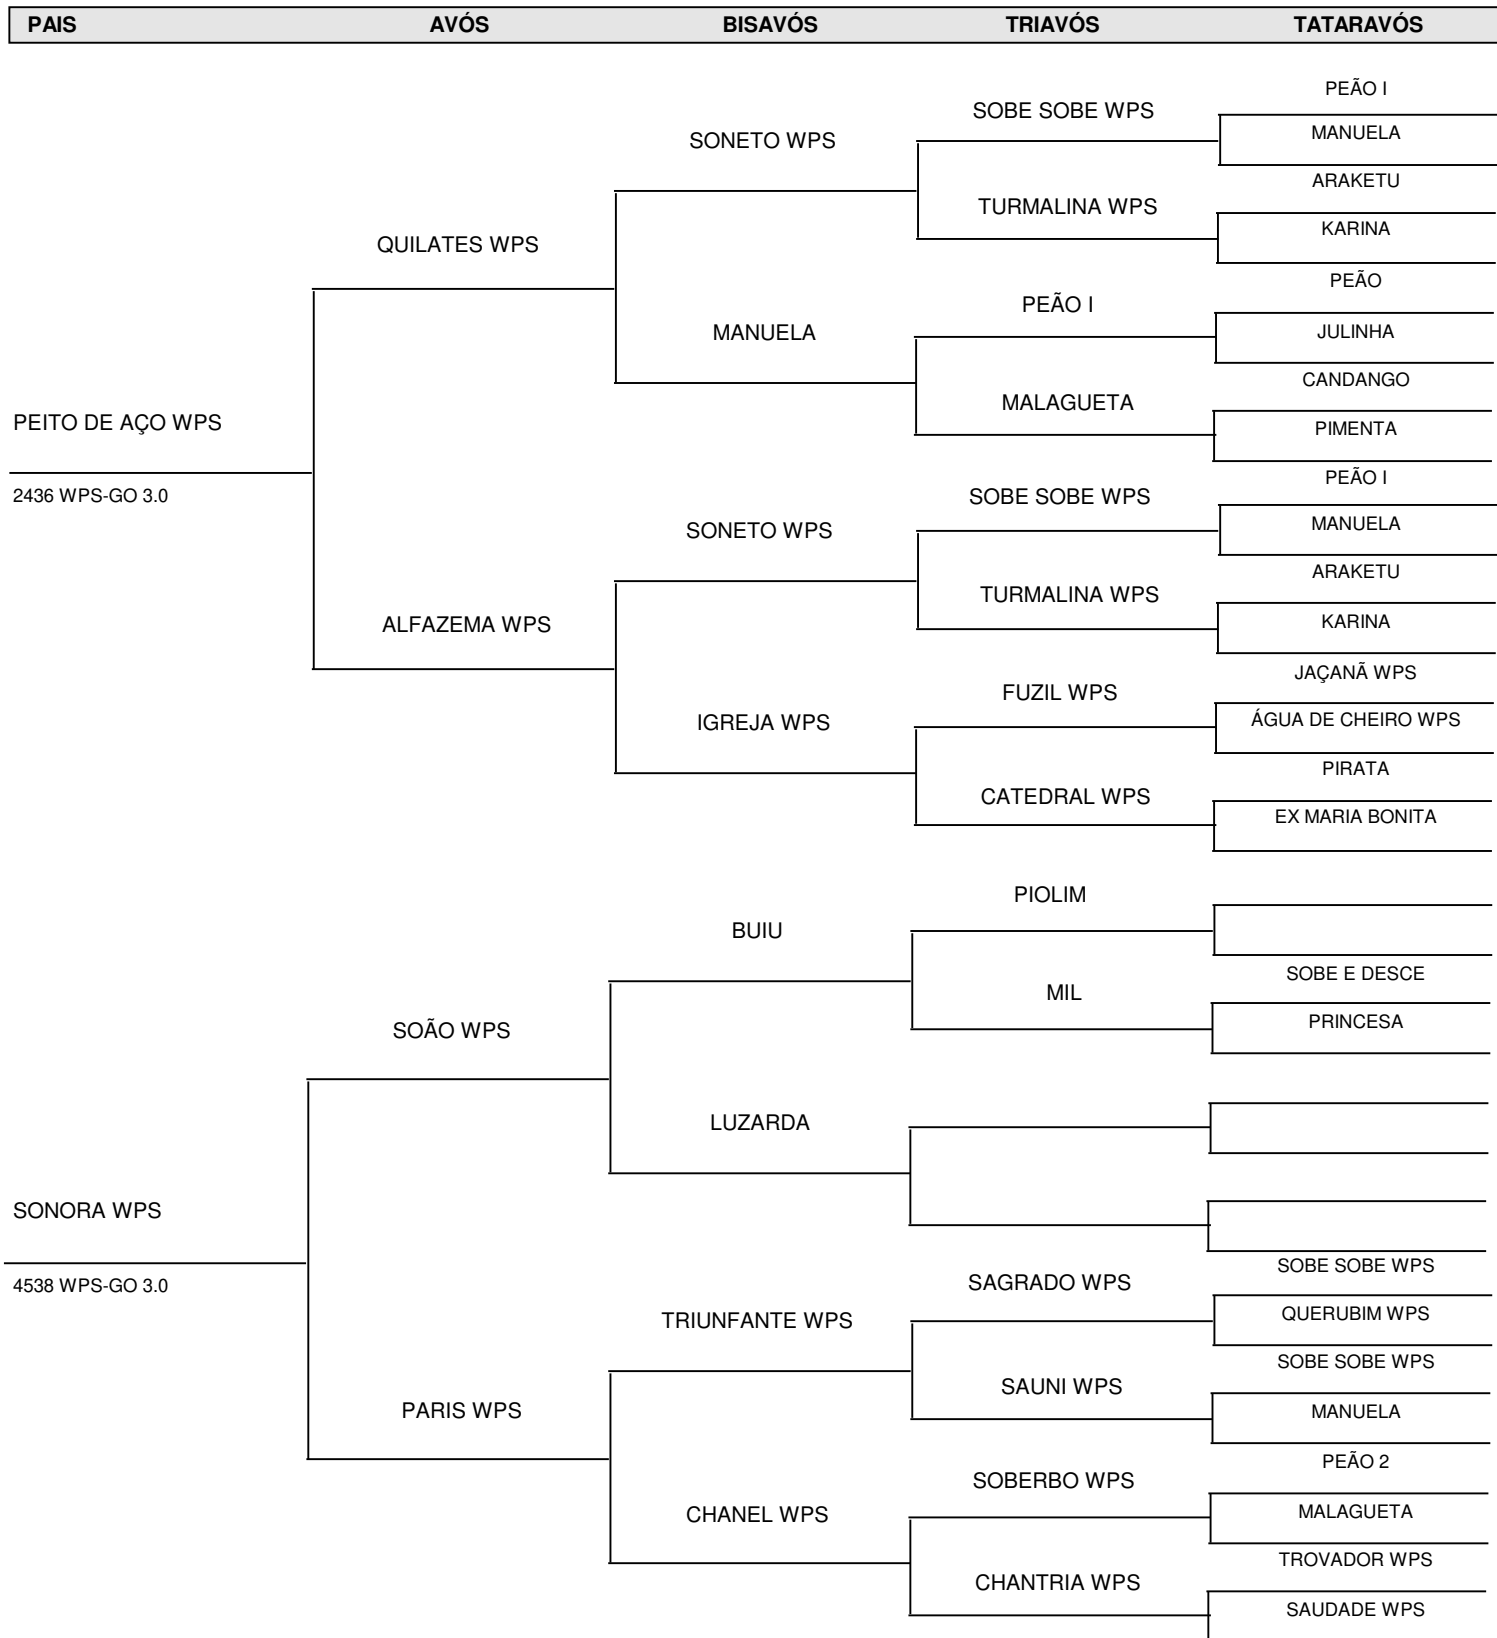 PAIS AVÓS BISAVÓS TRIAVÓS TATARAVÓS
PEÃO I
SOBE SOBE WPS
MANUELA
SONETO WPS
ARAKETU
TURMALINA WPS
KARINA
QUILATES WPS
PEÃO
PEÃO I
JULINHA
MANUELA
CANDANGO
MALAGUETA
PEITO DE AÇO WPS
PIMENTA
PEÃO I
2436 WPS-GO 3.0
SOBE SOBE WPS
MANUELA
SONETO WPS
ARAKETU
TURMALINA WPS
KARINA
ALFAZEMA WPS
JAÇANÃ WPS
FUZIL WPS
ÁGUA DE CHEIRO WPS
IGREJA WPS
PIRATA
CATEDRAL WPS
EX MARIA BONITA
PIOLIM
BUIU
SOBE E DESCE
MIL
PRINCESA
SOÃO WPS
LUZARDA
SONORA WPS
SOBE SOBE WPS
4538 WPS-GO 3.0
SAGRADO WPS
QUERUBIM WPS
TRIUNFANTE WPS
SOBE SOBE WPS
SAUNI WPS
PARIS WPS
MANUELA
PEÃO 2
SOBERBO WPS
MALAGUETA
CHANEL WPS
TROVADOR WPS
CHANTRIA WPS
SAUDADE WPS